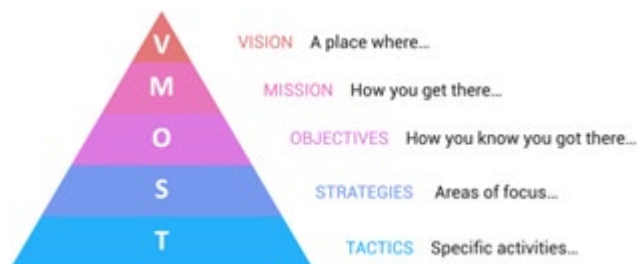 V VISION A place where...
M MISSION How you get there...
O OBJECTIVES How you know you got there...
S STRATEGIES Areas of focus...
T TACTICS Specific activities...